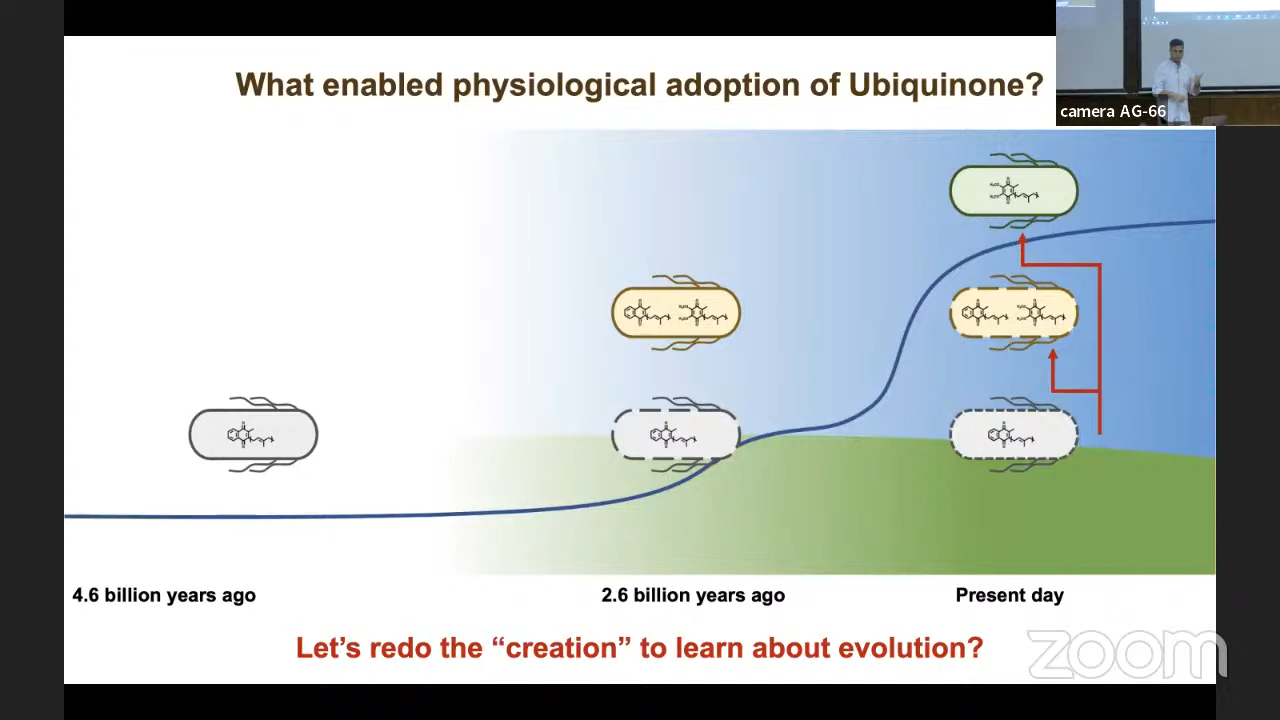 What enabled physiological adoption of Ubiquinone?
camera AG-66
4.6 billion years ago
2.6 billion years ago
Present day
Let’s redo the “creation” to learn about evolution?
zoom